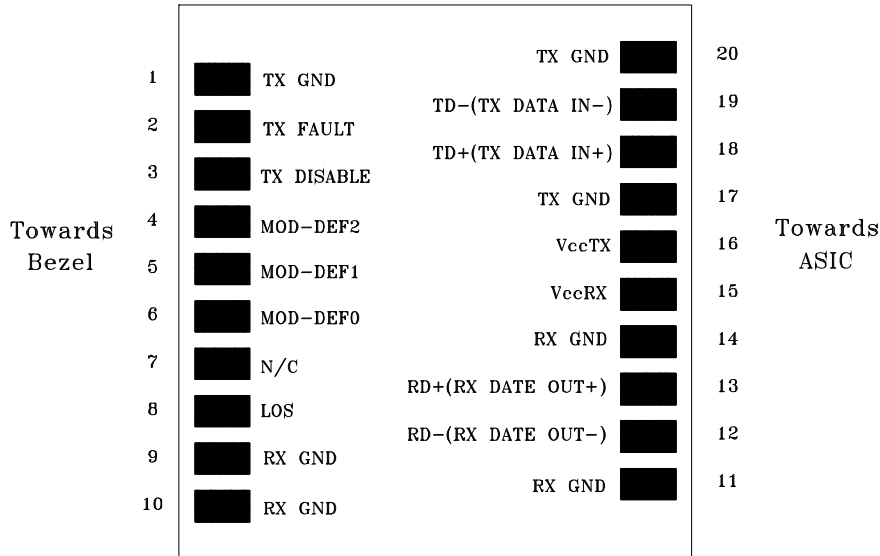 TX GND 20
1 TX GND
TD-(TX DATA IN-) 19
2 TX FAULT
TD+(TX DATA IN+) 18
3 TX DISABLE
TX GND 17
4 MOD-DEF2
Towards
Bezel
VccTX 16
Towards
ASIC
5 MOD-DEF1
VccRX 15
6 MOD-DEF0
RX GND 14
7 N/C
RD+(RX DATE OUT+) 13
8 LOS
RD-(RX DATE OUT-) 12
9 RX GND
RX GND 11
10 RX GND